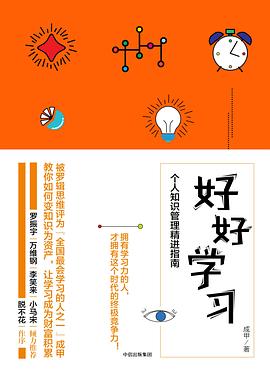 好好学习
个人知识管理精进指南
成甲 著
拥有学习力的人，
才拥有这个时代的终极竞争力！
被罗辑思维评为“全国最会学习的人之一”成甲
教你如何变知识为资产，让学习成为财富积累
罗振宇 万维钢 李笑来 小马宋 倾力推荐
脱不花 作序
中信出版集团